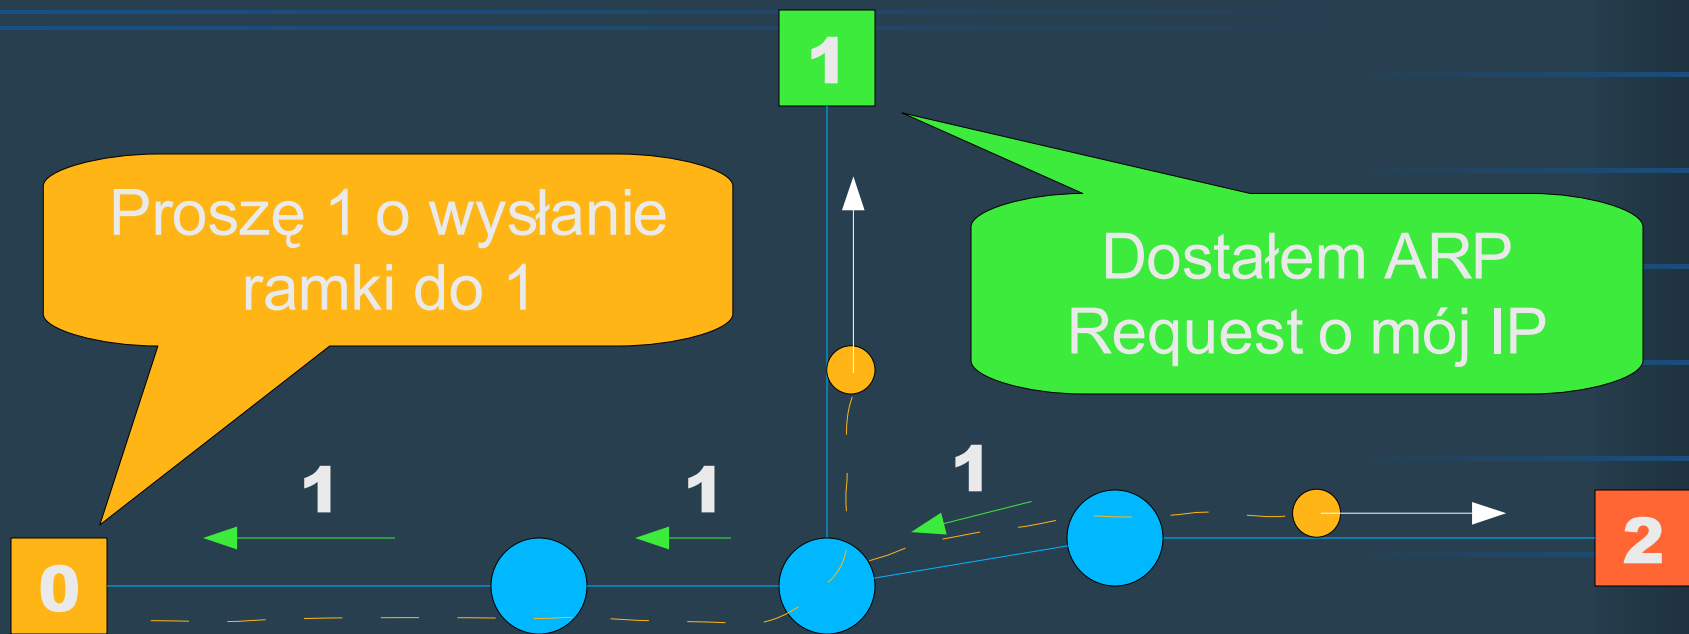 1
Proszę 1 o wysłanie
ramki do 1
Dostałem ARP
Request o mój IP
1
1
1
0
2